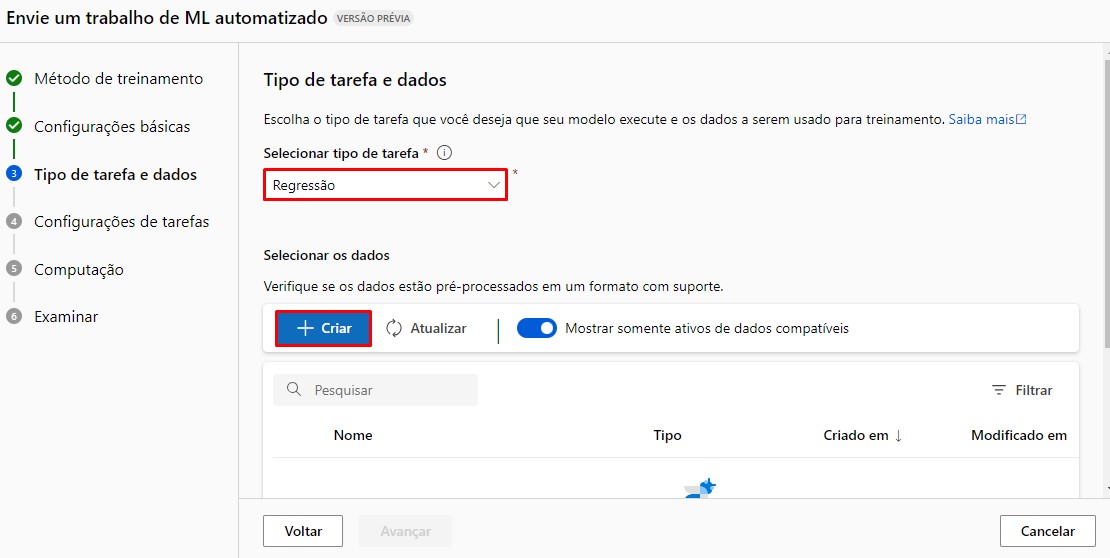 Envie um trabalho de ML automatizado VERSÃO PRÉVIA
Método de treinamento
Configurações básicas
3 Tipo de tarefa e dados
4 Configurações de tarefas
5 Computação
6 Examinar
Tipo de tarefa e dados
Escolha o tipo de tarefa que você deseja que seu modelo execute e os dados a serem usado para treinamento. Saiba mais
Selecionar tipo de tarefa * i
Regressão *
Selecionar os dados
Verifique se os dados estão pré-processados em um formato com suporte.
+ Criar Atualizar | Mostrar somente ativos de dados compatíveis
Pesquisar Filtrar
Nome Tipo Criado em ↓ Modificado em
Voltar Avançar Cancelar